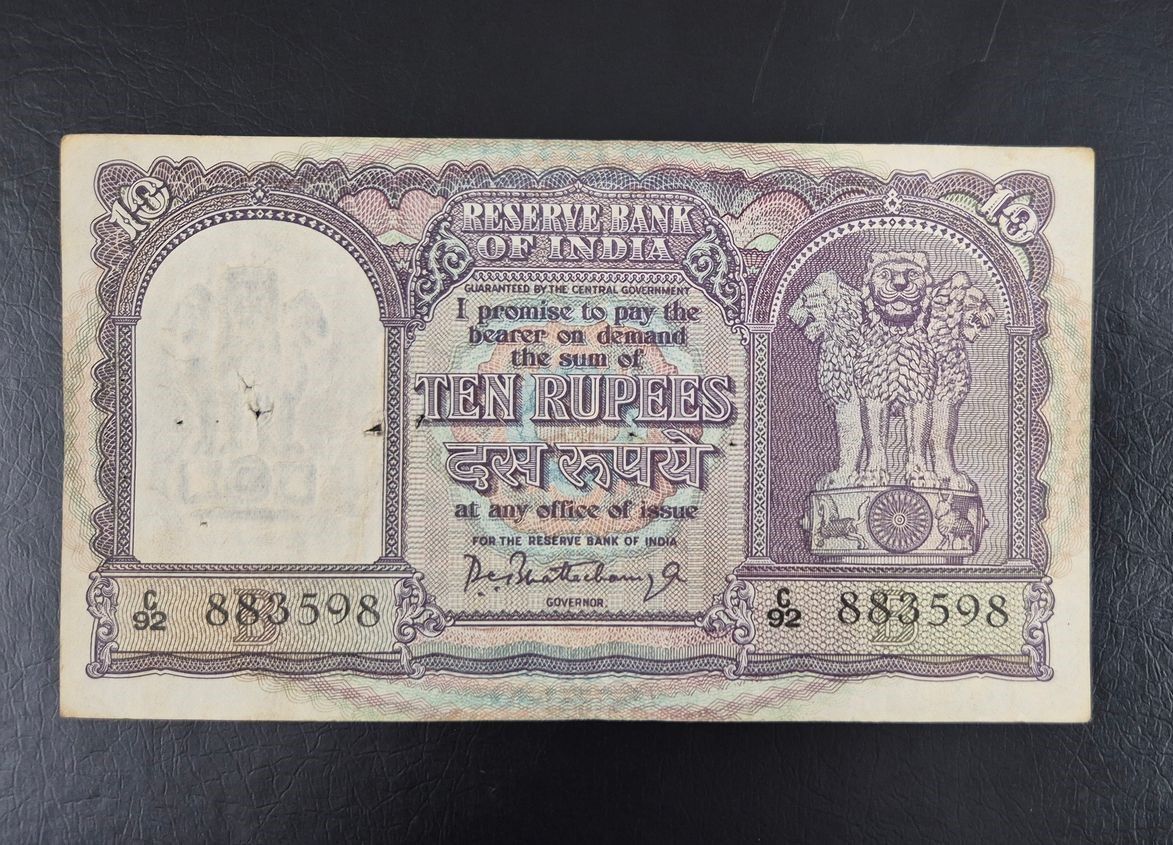 10
10
RESERVE BANK
OF INDIA
GUARANTEED BY THE CENTRAL GOVERNMENT
I promise to pay the
bearer on demand
the sum of
TEN RUPEES
दस रूपये
at any office of issue
FOR THE RESERVE BANK OF INDIA
GOVERNOR.
C/92 883598
B
C/92 883598
B